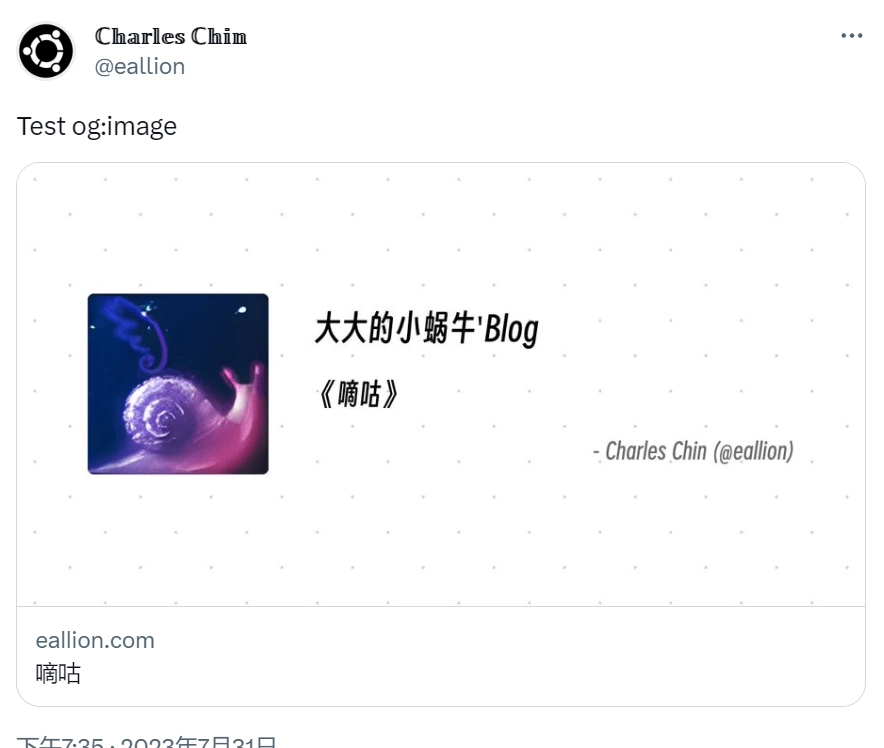 ℂ𝕙𝕒𝕣𝕝𝕖𝕤 ℂ𝕙𝕚𝕟
@eallion
Test og:image
大大的小蜗牛'Blog
《嘀咕》
- Charles Chin (@eallion)
eallion.com
嘀咕
下午7:35 · 2023年7月31日